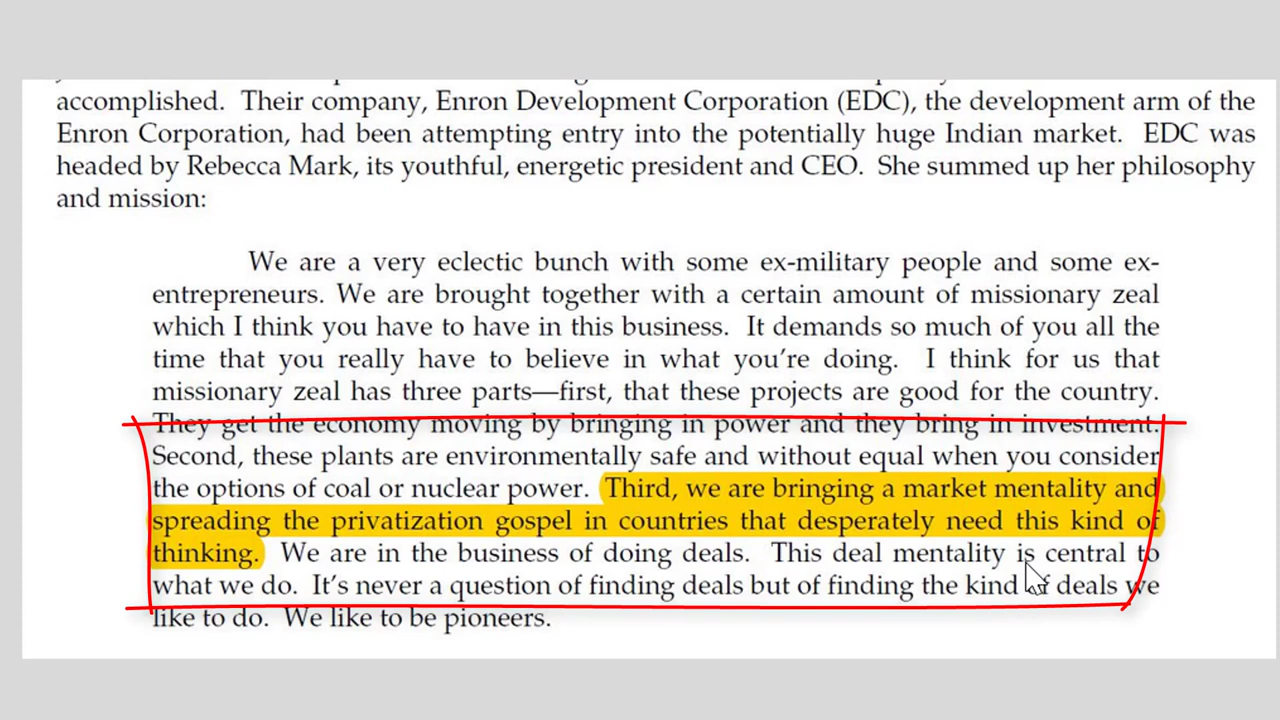 accomplished. Their company, Enron Development Corporation (EDC), the development arm of the
Enron Corporation, had been attempting entry into the potentially huge Indian market. EDC was
headed by Rebecca Mark, its youthful, energetic president and CEO. She summed up her philosophy
and mission:
We are a very eclectic bunch with some ex-military people and some ex-
entrepreneurs. We are brought together with a certain amount of missionary zeal
which I think you have to have in this business. It demands so much of you all the
time that you really have to believe in what you’re doing. I think for us that
missionary zeal has three parts—first, that these projects are good for the country.
They get the economy moving by bringing in power and they bring in investment.
Second, these plants are environmentally safe and without equal when you consider
the options of coal or nuclear power. Third, we are bringing a market mentality and
spreading the privatization gospel in countries that desperately need this kind of
thinking. We are in the business of doing deals. This deal mentality is central to
what we do. It’s never a question of finding deals but of finding the kind of deals we
like to do. We like to be pioneers.